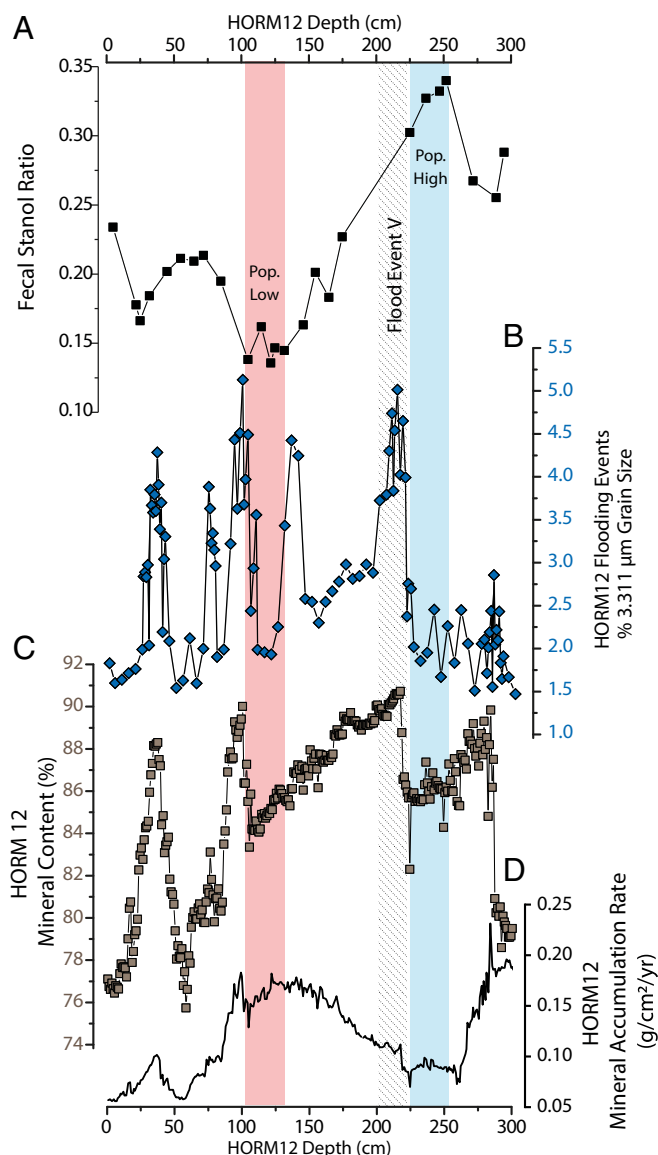 A
HORM12 Depth (cm)
0 50 100 150 200 250 300
0.35
0.30
0.25
0.20
0.15
0.10
Fecal Stanol Ratio
Pop.
Low
Flood Event V
Pop.
High
B
5.5
5.0
4.5
4.0
3.5
3.0
2.5
2.0
1.5
1.0
HORM12 Flooding Events
% 3.311 µm Grain Size
C
92
90
88
86
84
82
80
78
76
74
HORM 12
Mineral Content (%)
D
0.25
0.20
0.15
0.10
0.05
HORM12
Mineral Accumulation Rate
(g/cm²/yr)
0 50 100 150 200 250 300
HORM12 Depth (cm)